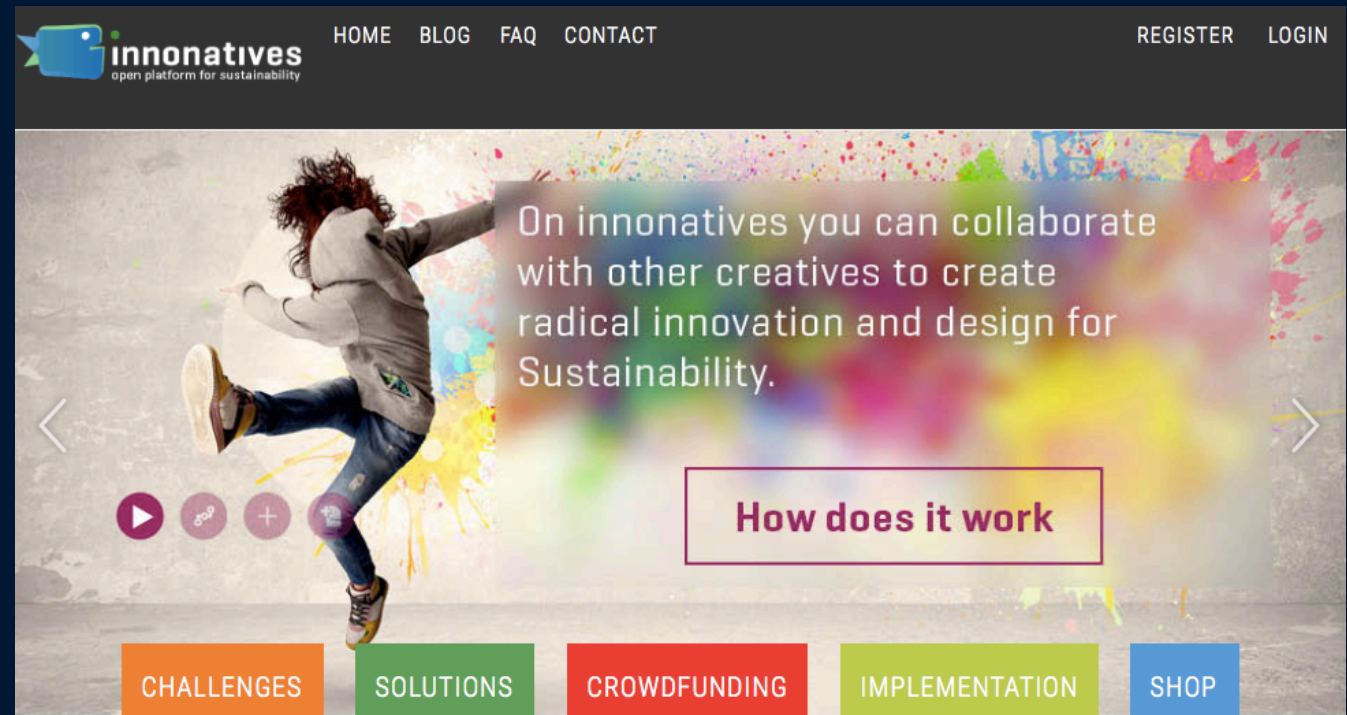 innonatives
open platform for sustainability
HOME BLOG FAQ CONTACT
REGISTER LOGIN
On innonatives you can collaborate
with other creatives to create
radical innovation and design for
Sustainability.
How does it work
CHALLENGES SOLUTIONS CROWDFUNDING IMPLEMENTATION SHOP